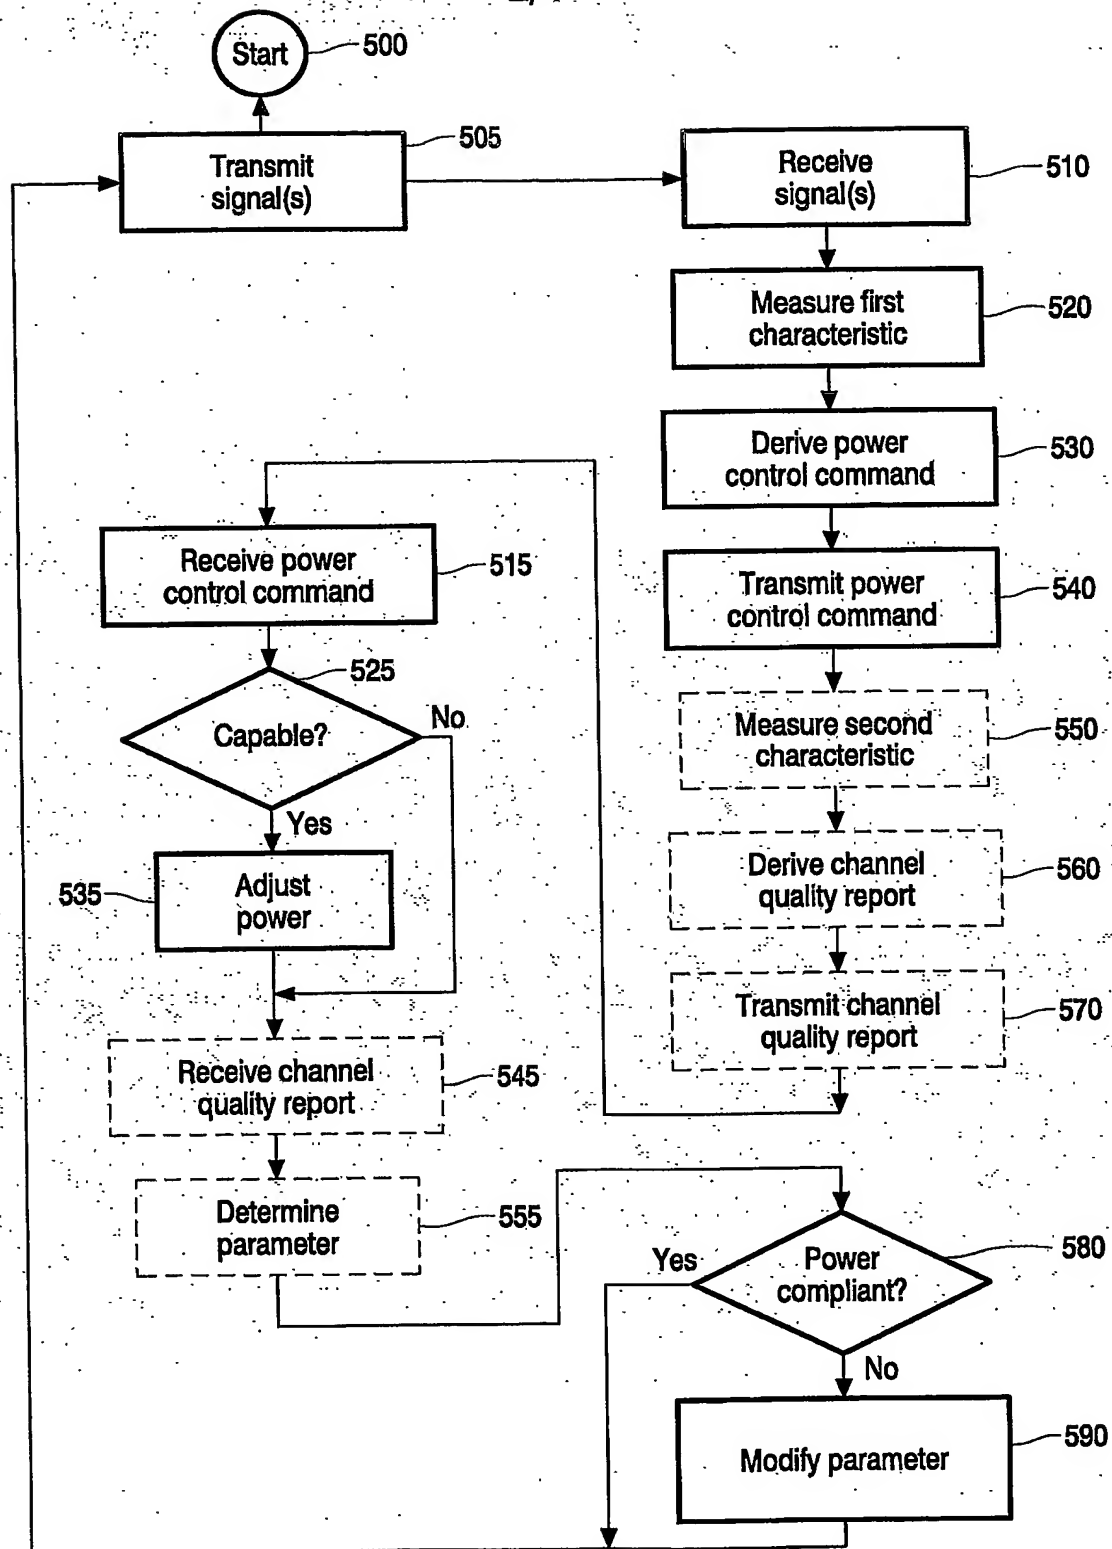 Start
500
Transmit
signal(s)
505
Receive
signal(s)
510
Measure first
characteristic
520
Derive power
control command
530
Receive power
control command
515
Transmit power
control command
540
525
Capable?
No
Yes
Measure second
characteristic
550
535
Adjust
power
Derive channel
quality report
560
Transmit channel
quality report
570
Receive channel
quality report
545
Determine
parameter
555
Yes
Power
compliant?
580
No
Modify parameter
590